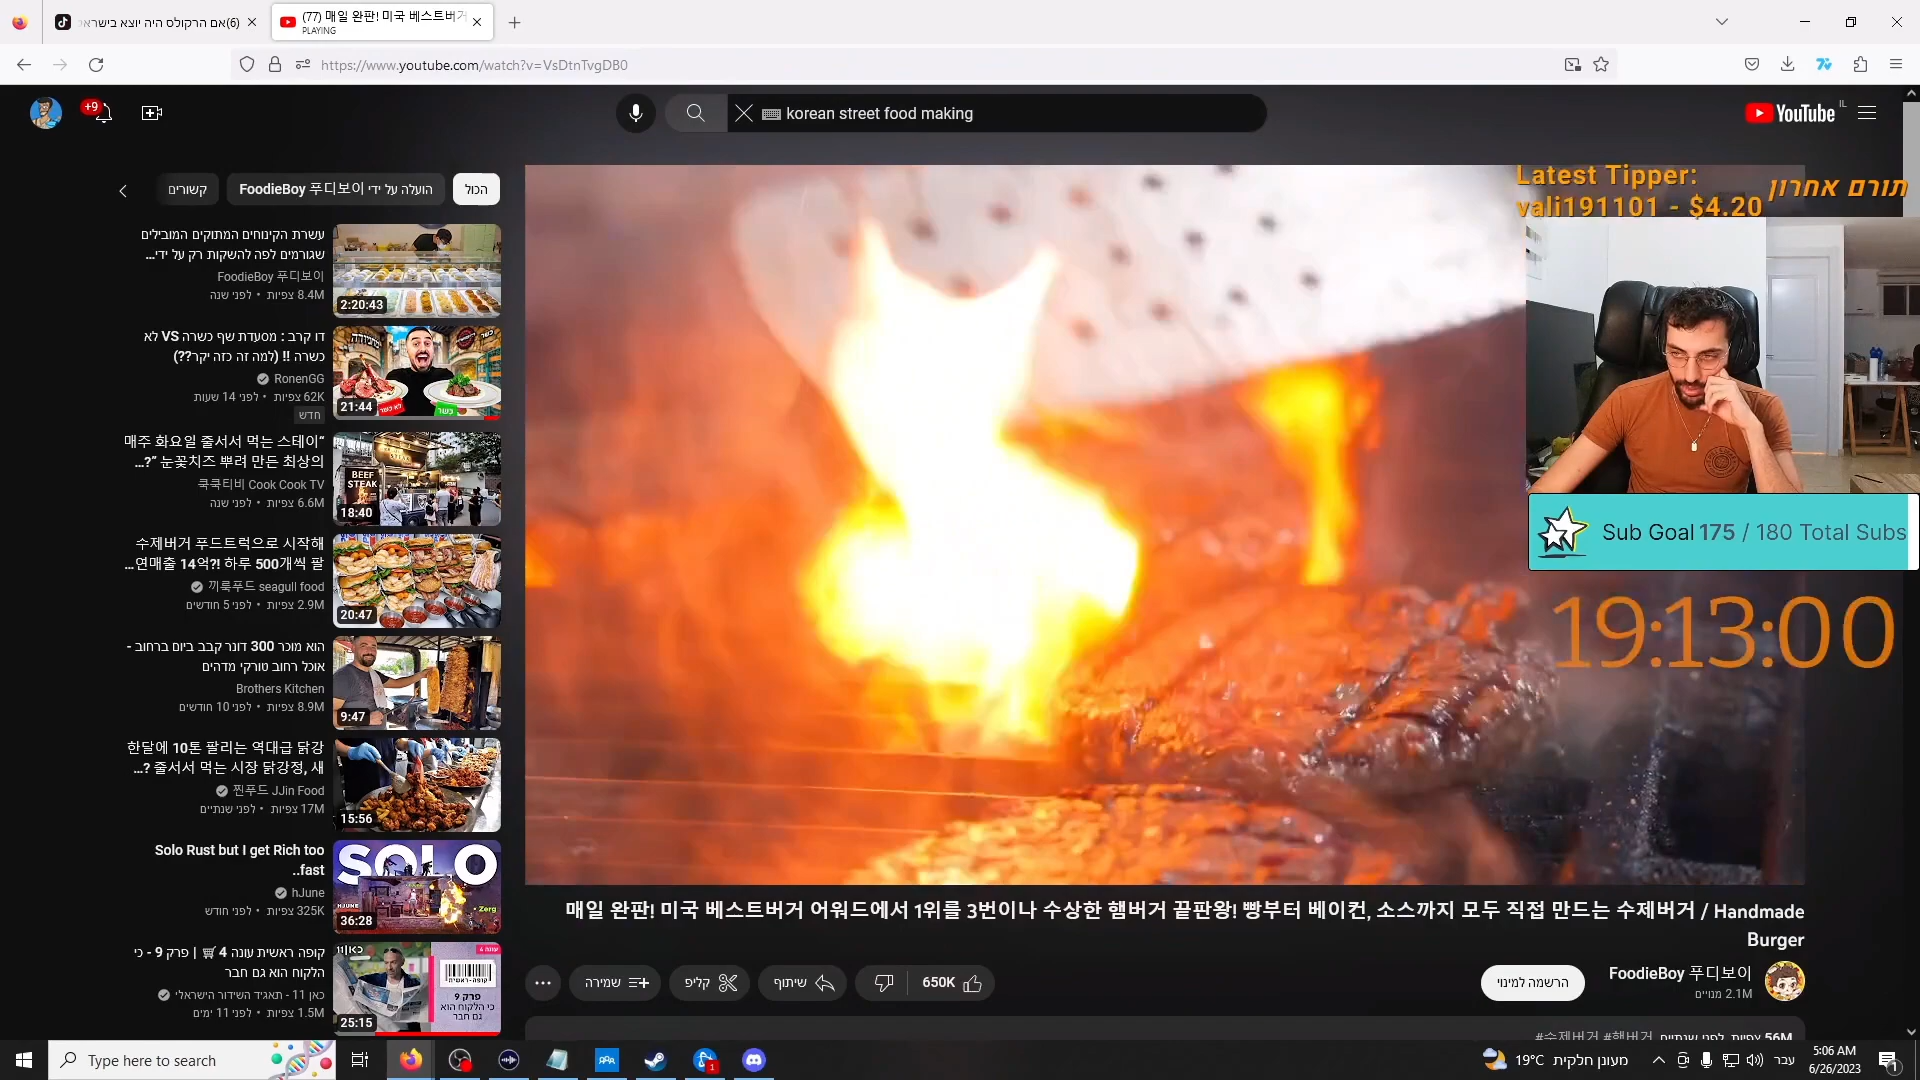 (6)אם הרקולס היה יוצא בישראל
(77) 매일 완판! 미국 베스트버거
PLAYING
https://www.youtube.com/watch?v=VsDtnTvgDB0
+9
korean street food making
YouTube IL
הכול
הועלה על ידי FoodieBoy 푸디보이
קשורים
עשרת הקינוחים המתוקים המובילים
שגורמים לפה להשקות רק על ידי...
FoodieBoy 푸디보이
8.4M צפיות • לפני שנה
2:20:43
דו קרב : מסעדת שף כשרה VS לא
כשרה !! (למה זה כזה יקר??)
RonenGG
62K צפיות • לפני 14 שעות
חדש
לא כשר
כשר
21:44
매주 화요일 줄서서 먹는 스테이“
...?” 눈꽃치즈 뿌려 만든 최상의
쿡쿡티비 Cook Cook TV
6.6M צפיות • לפני שנה
BEEF
STEAK
18:40
수제버거 푸드트럭으로 시작해
...연매출 14억?! 하루 500개씩 팔
끼룩푸드 seagull food
2.9M צפיות • לפני 5 חודשים
20:47
הוא מוכר 300 דונר קבב ביום ברחוב -
אוכל רחוב טורקי מדהים
Brothers Kitchen
8.9M צפיות • לפני 10 חודשים
9:47
한달에 10톤 팔리는 역대급 닭강
...? 줄서서 먹는 시장 닭강정, 새
찐푸드 JJin Food
17M צפיות • לפני שנתיים
15:56
Solo Rust but I get Rich too
..fast
hJune
325K צפיות • לפני חודש
SOLO
HJUNE
- Zerg
36:28
קופה ראשית עונה 4 🛒 | פרק 9 - כי
הלקוח הוא גם חבר
כאן 11 - תאגיד השידור הישראלי
1.5M צפיות • לפני 11 ימים
כאן 11
עונה 4
פרק 9
כי הלקוח הוא
גם חבר
25:15
Latest Tipper:
vali191101 - $4.20
תורם אחרון
Sub Goal 175 / 180 Total Subs
19:13:00
매일 완판! 미국 베스트버거 어워드에서 1위를 3번이나 수상한 햄버거 끝판왕! 빵부터 베이컨, 소스까지 모두 직접 만드는 수제버거 / Handmade
Burger
FoodieBoy 푸디보이
2.1M מנויים
הרשמה למינוי
650K
שיתוף
קליפ
שמירה
56M צפיות לפני שנתיים #햄버거 #수제버거
Type here to search
19°C מעונן חלקית
עבר
5:06 AM
6/26/2023
1
1